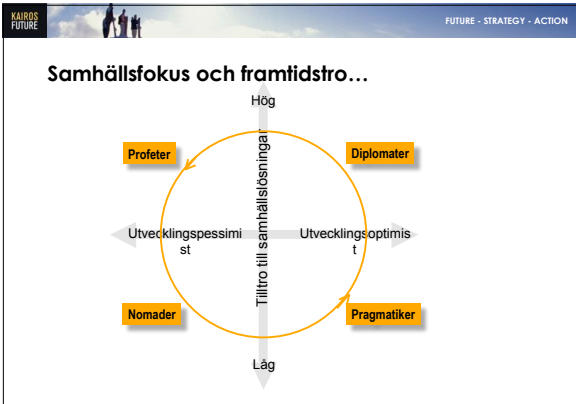 KAIROS
FUTURE
FUTURE - STRATEGY - ACTION
Samhällsfokus och framtidstro…
Hög
Profeter
Diplomater
Tilltro till samhällslösningar
Utvecklingspessimi
st
Utvecklingsoptimis
t
Nomader
Pragmatiker
Låg